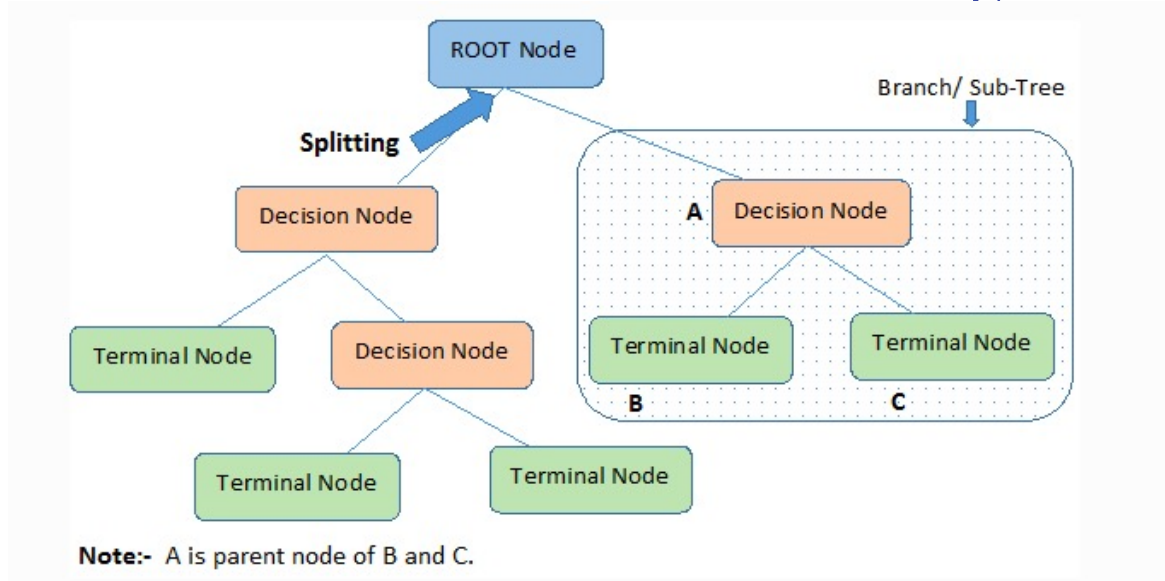 ROOT Node
Branch/ Sub-Tree
Splitting
Decision Node
A Decision Node
Terminal Node
Decision Node
Terminal Node
Terminal Node
B
C
Terminal Node
Terminal Node
Note:- A is parent node of B and C.